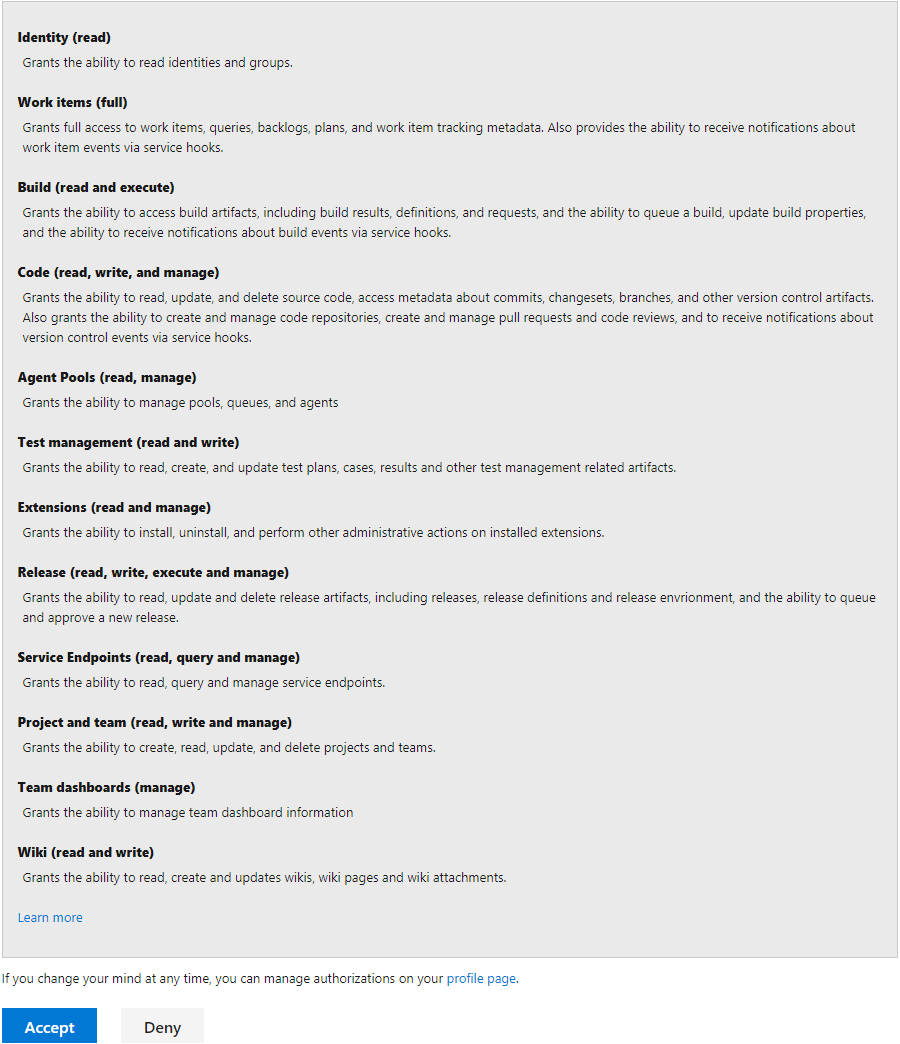 Identity (read)
Grants the ability to read identities and groups.
Work items (full)
Grants full access to work items, queries, backlogs, plans, and work item tracking metadata. Also provides the ability to receive notifications about
work item events via service hooks.
Build (read and execute)
Grants the ability to access build artifacts, including build results, definitions, and requests, and the ability to queue a build, update build properties,
and the ability to receive notifications about build events via service hooks.
Code (read, write, and manage)
Grants the ability to read, update, and delete source code, access metadata about commits, changesets, branches, and other version control artifacts.
Also grants the ability to create and manage code repositories, create and manage pull requests and code reviews, and to receive notifications about
version control events via service hooks.
Agent Pools (read, manage)
Grants the ability to manage pools, queues, and agents
Test management (read and write)
Grants the ability to read, create, and update test plans, cases, results and other test management related artifacts.
Extensions (read and manage)
Grants the ability to install, uninstall, and perform other administrative actions on installed extensions.
Release (read, write, execute and manage)
Grants the ability to read, update and delete release artifacts, including releases, release definitions and release envrionment, and the ability to queue
and approve a new release.
Service Endpoints (read, query and manage)
Grants the ability to read, query and manage service endpoints.
Project and team (read, write and manage)
Grants the ability to create, read, update, and delete projects and teams.
Team dashboards (manage)
Grants the ability to manage team dashboard information
Wiki (read and write)
Grants the ability to read, create and updates wikis, wiki pages and wiki attachments.
Learn more
If you change your mind at any time, you can manage authorizations on your profile page.
Accept Deny